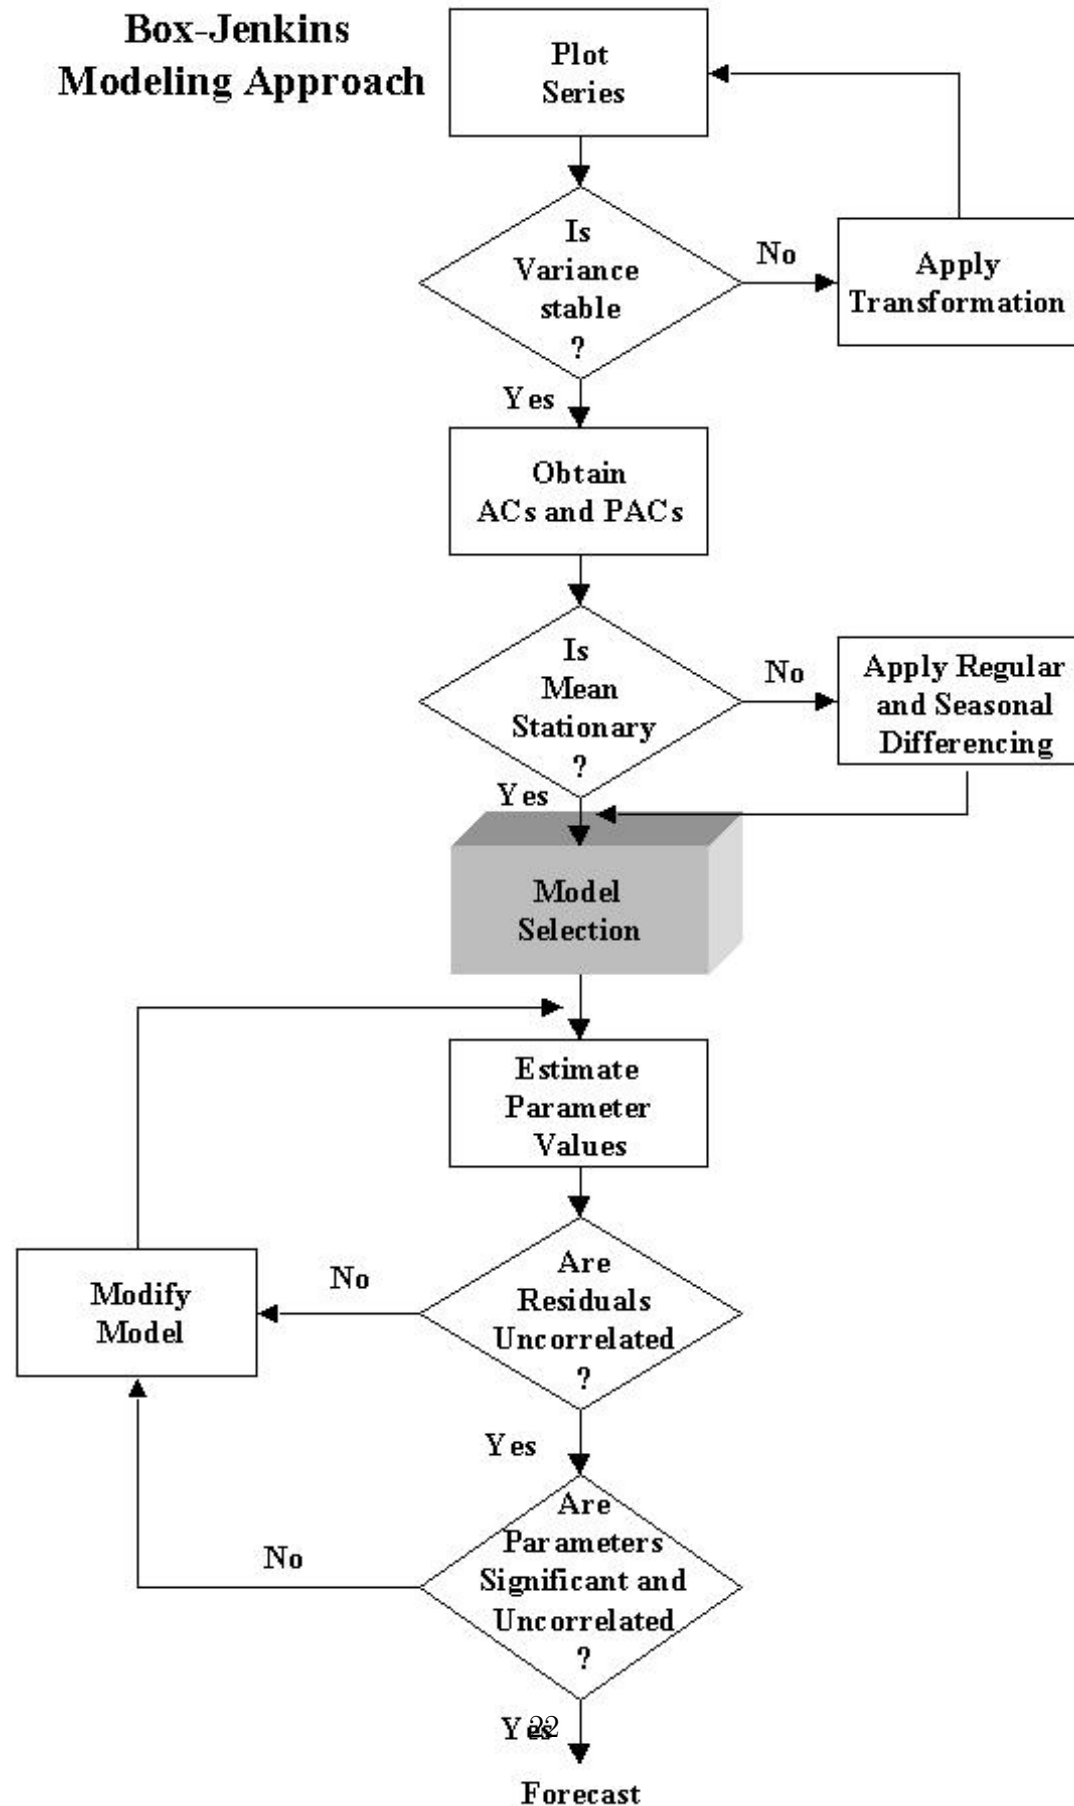 Box-Jenkins
Modeling Approach
Plot
Series
Is
Variance
stable
?
No
Apply
Transformation
Yes
Obtain
ACs and PACs
Is
Mean
Stationary
?
No
Apply Regular
and Seasonal
Differencing
Yes
Model
Selection
Estimate
Parameter
Values
Are
Residuals
Uncorrelated
?
No
Modify
Model
Yes
Are
Parameters
Significant and
Uncorrelated
?
No
Yes
22
Forecast